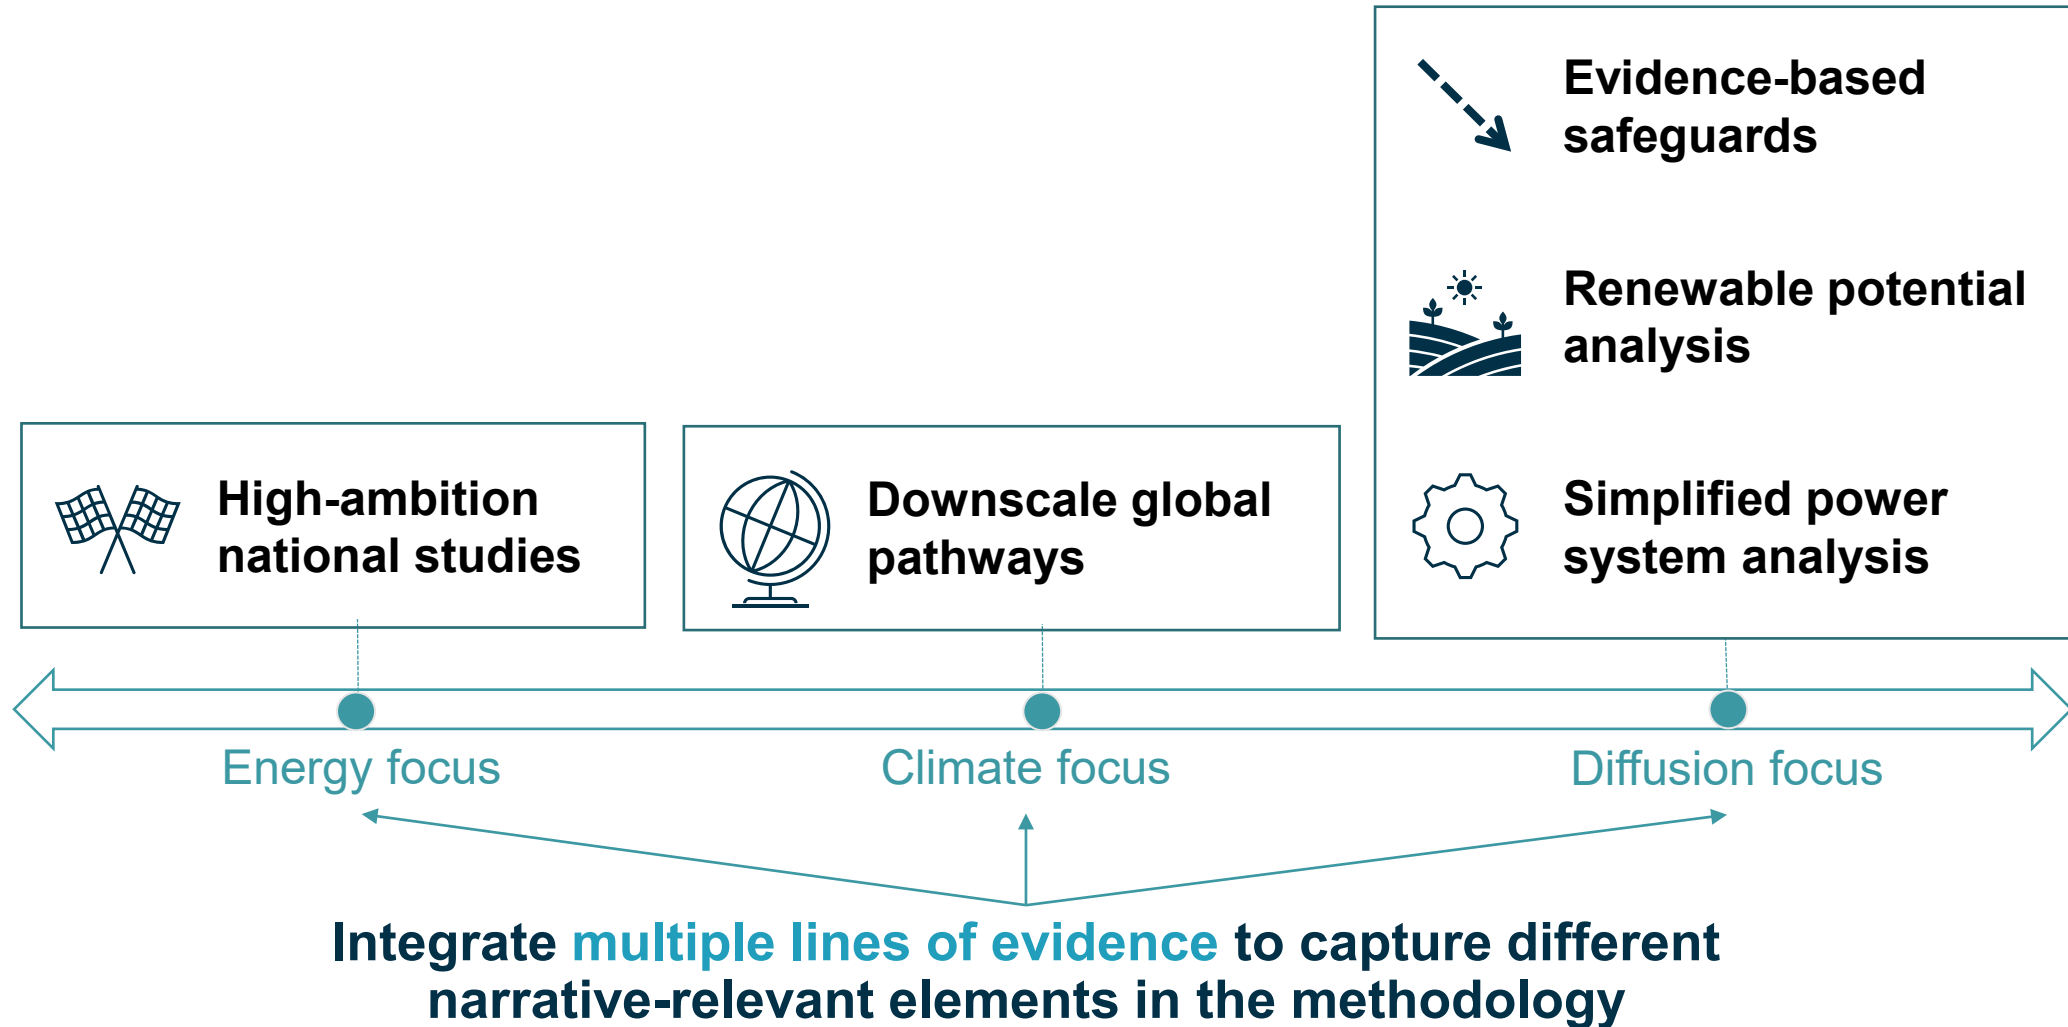 Evidence-based
safeguards
Renewable potential
analysis
High-ambition
national studies
Downscale global
pathways
Simplified power
system analysis
Energy focus
Climate focus
Diffusion focus
Integrate multiple lines of evidence to capture different
narrative-relevant elements in the methodology